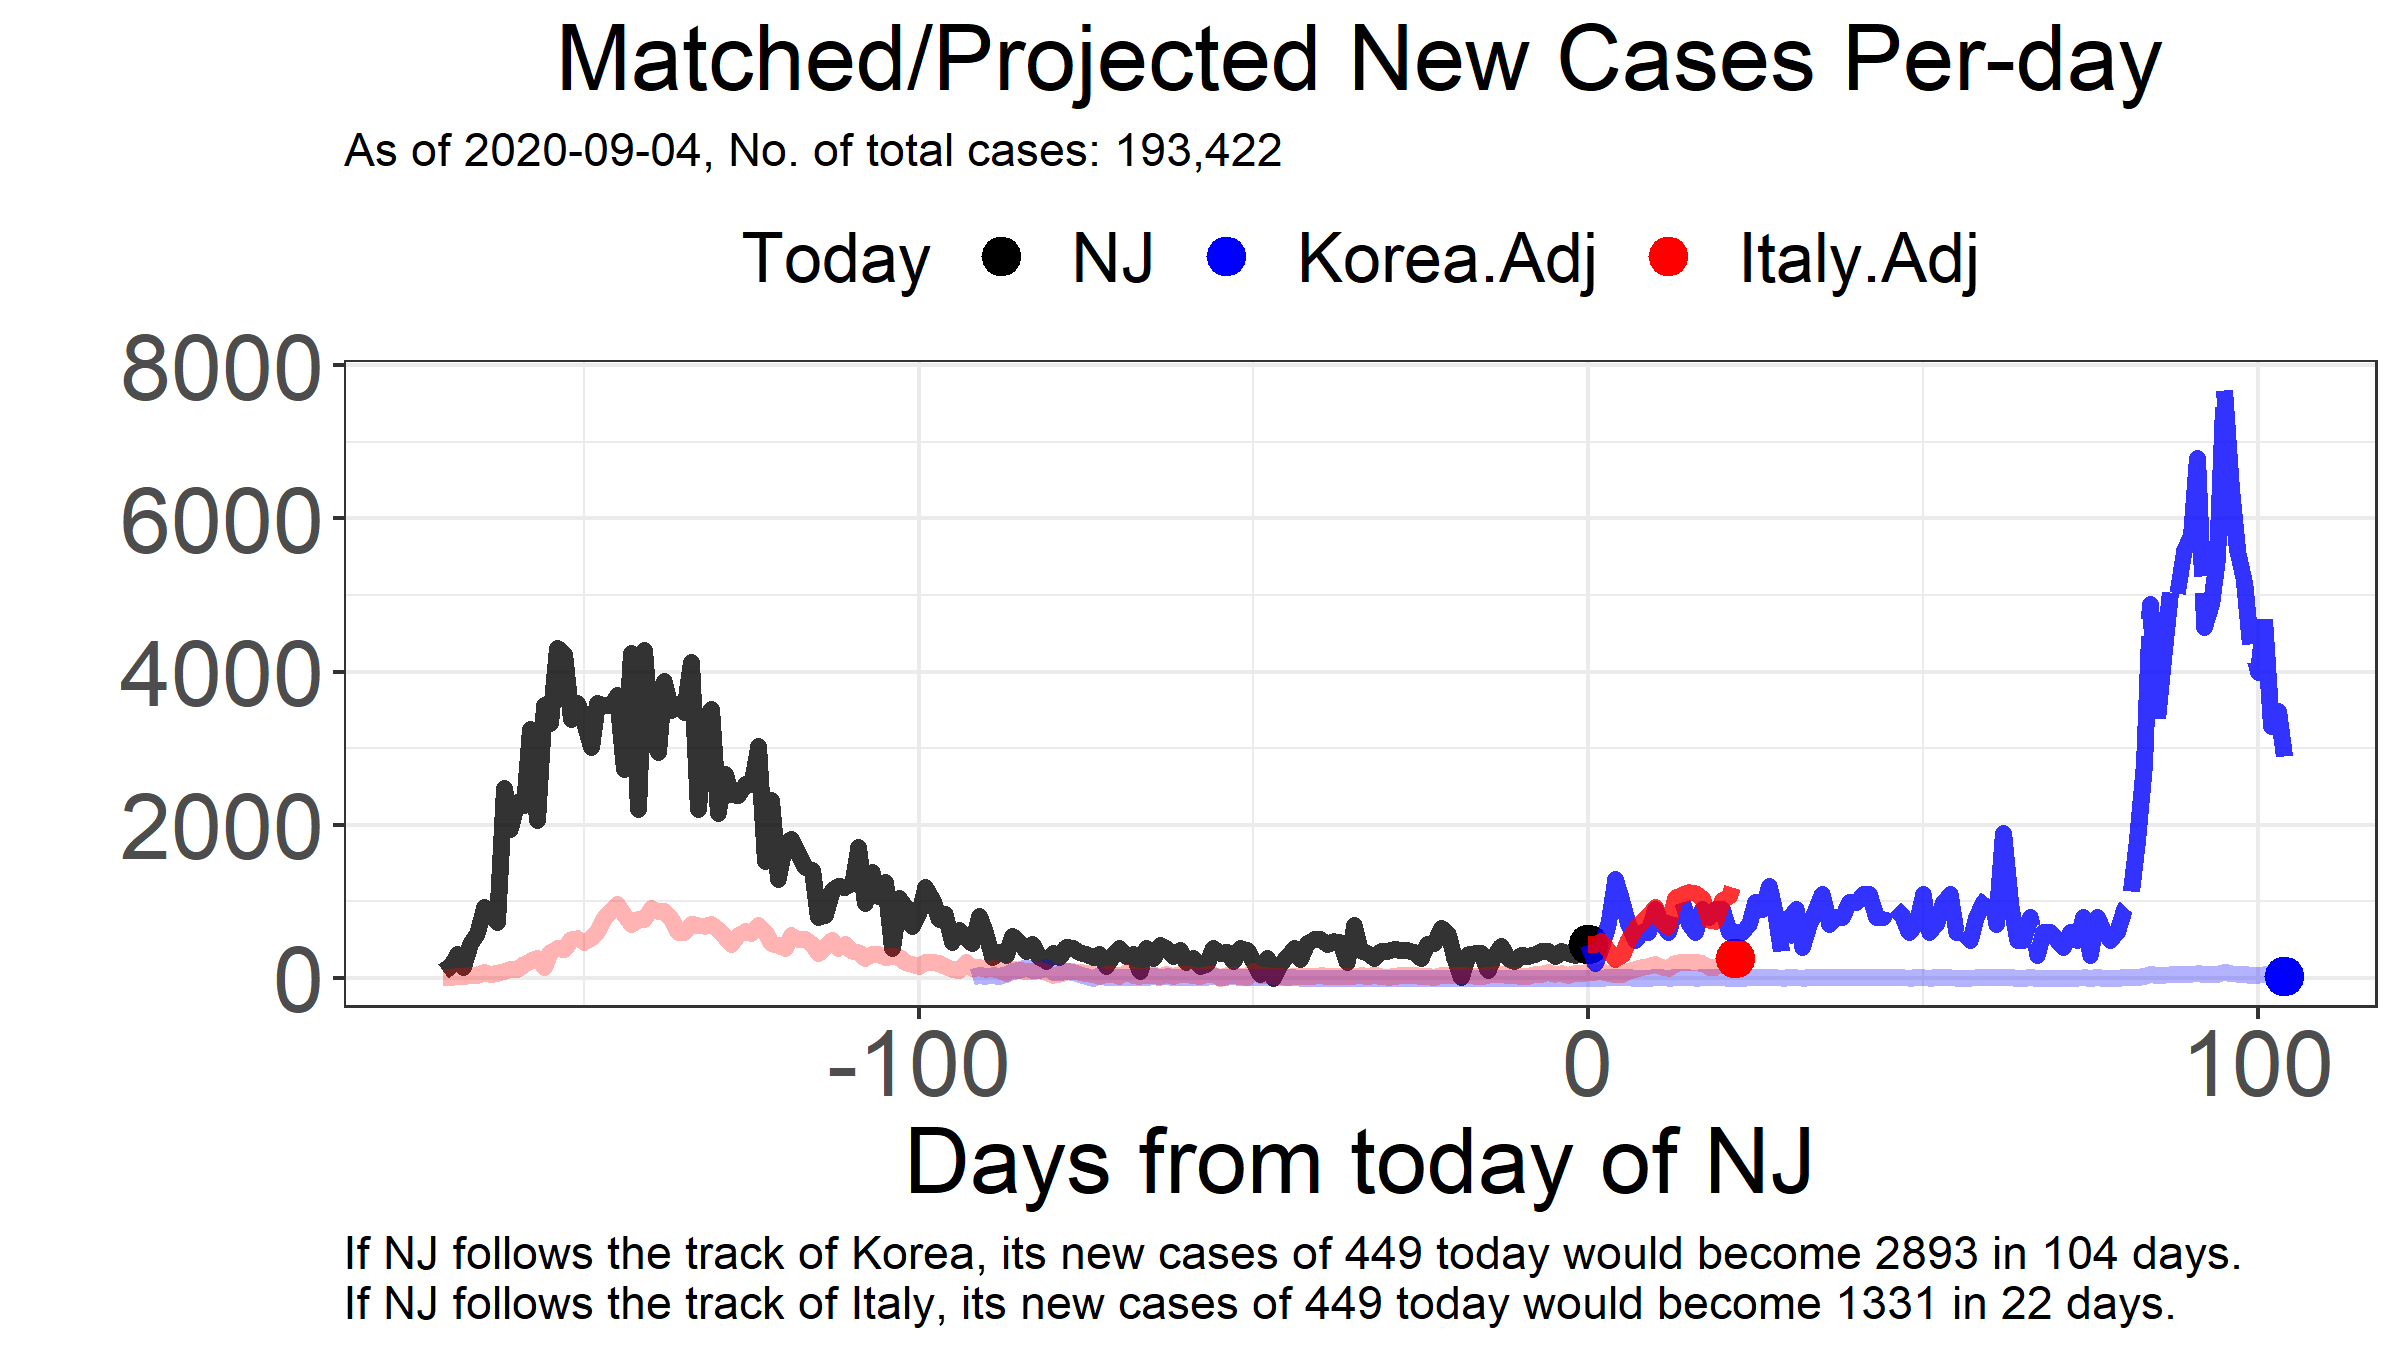 Matched/Projected New Cases Per-day
As of 2020-09-04, No. of total cases: 193,422
Today NJ Korea.Adj Italy.Adj
8000
6000
4000
2000
0
-100 0 100
Days from today of NJ
If NJ follows the track of Korea, its new cases of 449 today would become 2893 in 104 days.
If NJ follows the track of Italy, its new cases of 449 today would become 1331 in 22 days.